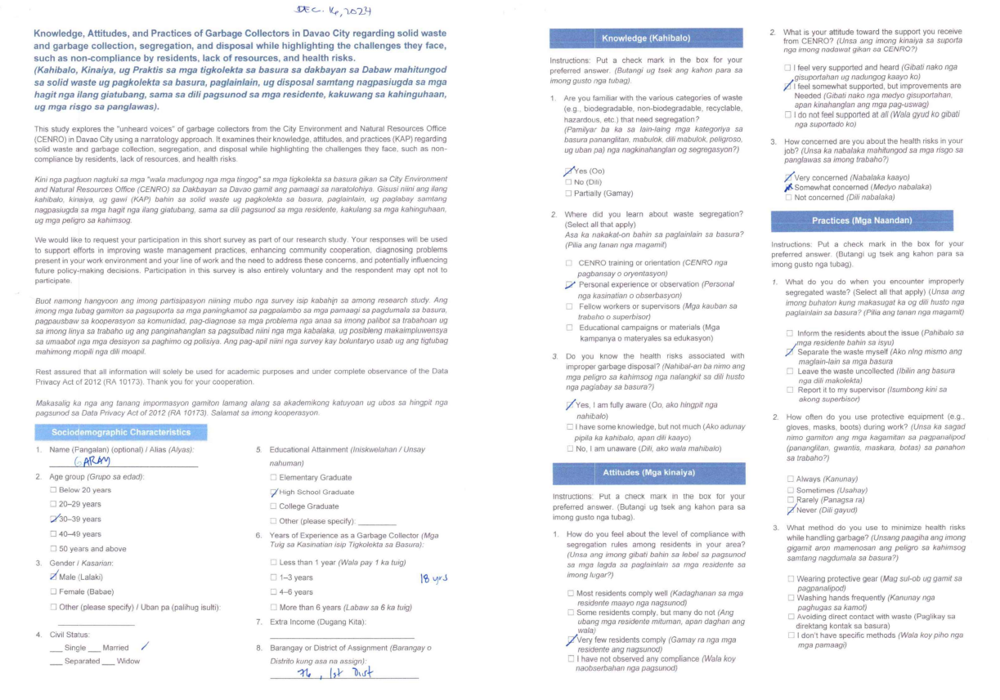 DEC. 16, 2024
Knowledge, Attitudes, and Practices of Garbage Collectors in Davao City regarding solid waste
and garbage collection, segregation, and disposal while highlighting the challenges they face,
such as non-compliance by residents, lack of resources, and health risks.
(Kahibalo, Kinaiya, ug Praktis sa mga tigkolekta sa basura sa dakbayan sa Dabaw mahitungod
sa solid waste ug pagkolekta sa basura, paglainlain, ug disposal samtang nagpasiugda sa mga
hagit nga ilang giatubang, sama sa dili pagsunod sa mga residente, kakuwang sa kahinguhaan,
ug mga risgo sa panglawas).
This study explores the "unheard voices" of garbage collectors from the City Environment and Natural Resources Office
(CENRO) in Davao City using a narratology approach. It examines their knowledge, attitudes, and practices (KAP) regarding
solid waste and garbage collection, segregation, and disposal while highlighting the challenges they face, such as non-
compliance by residents, lack of resources, and health risks.
Kini nga pagtuon nagtuki sa mga "wala madungog nga mga tingog" sa mga tigkolekta sa basura gikan sa City Environment
and Natural Resources Office (CENRO) sa Dakbayan sa Davao gamit ang pamaagi sa naratolohiya. Gisusi niini ang ilang
kahibalo, kinaiya, ug gawi (KAP) bahin sa solid waste ug pagkolekta sa basura, paglainlain, ug paglabay samtang
nagpasiugda sa mga hagit nga ilang giatubang, sama sa dili pagsunod sa mga residente, kakulang sa mga kahinguhaan,
ug mga peligro sa kahimsog.
We would like to request your participation in this short survey as part of our research study. Your responses will be used
to support efforts in improving waste management practices, enhancing community cooperation, diagnosing problems
present in your work environment and your line of work and the need to address these concerns, and potentially influencing
future policy-making decisions. Participation in this survey is also entirely voluntary and the respondent may opt not to
participate.
Buot namong hangyoon ang imong partisipasyon niining mubo nga survey isip kabahin sa among research study. Ang
imong mga tubag gamiton sa pagsuporta sa mga paningkamot sa pagpalambo sa mga pamaagi sa pagdumala sa basura,
pagpausbaw sa kooperasyon sa komunidad, pag-diagnose sa mga problema nga anaa sa imong palibot sa trabahoan ug
sa imong linya sa trabaho ug ang panginahanglan sa pagsulbad niini nga mga kabalaka, ug posibleng makaimpluwensya
sa umaabot nga mga desisyon sa paghimo og polisiya. Ang pag-apil niini nga survey kay boluntaryo usab ug ang tigtubag
mahimong mopili nga dili moapil.
Rest assured that all information will solely be used for academic purposes and under complete observance of the Data
Privacy Act of 2012 (RA 10173). Thank you for your cooperation.
Makasalig ka nga ang tanang impormasyon gamiton lamang alang sa akademikong katuyoan ug ubos sa hingpit nga
pagsunod sa Data Privacy Act of 2012 (RA 10173). Salamat sa imong kooperasyon.
Sociodemographic Characteristics
1. Name (Pangalan) (optional) / Alias (Alyas):
GARAY
2. Age group (Grupo sa edad):
☐ Below 20 years
☐ 20–29 years
☑ 30–39 years
☐ 40–49 years
☐ 50 years and above
3. Gender / Kasarian:
☑ Male (Lalaki)
☐ Female (Babae)
☐ Other (please specify) / Uban pa (palihug isulti):
4. Civil Status:
___ Single ___ Married ✓
___ Separated ___ Widow
5. Educational Attainment (Iniskwelahan / Unsay
nahuman)
☐ Elementary Graduate
☑ High School Graduate
☐ College Graduate
☐ Other (please specify): ________
6. Years of Experience as a Garbage Collector (Mga
Tuig sa Kasinatian isip Tigkolekta sa Basura):
☐ Less than 1 year (Wala pay 1 ka tuig)
☐ 1–3 years 18 yrs
☐ 4–6 years
☐ More than 6 years (Labaw sa 6 ka tuig)
7. Extra Income (Dugang Kita):
8. Barangay or District of Assignment (Barangay o
Distrito kung asa na assign):
76, 1st Dist
Knowledge (Kahibalo)
Instructions: Put a check mark in the box for your
preferred answer. (Butangi ug tsek ang kahon para sa
imong gusto nga tubag).
1. Are you familiar with the various categories of waste
(e.g., biodegradable, non-biodegradable, recyclable,
hazardous, etc.) that need segregation?
(Pamilyar ba ka sa lain-laing mga kategoriya sa
basura pananglitan, mabulok, dili mabulok, peligroso,
ug uban pa) nga nagkinahanglan og segregasyon?)
☑ Yes (Oo)
☐ No (Dili)
☐ Partially (Gamay)
2. Where did you learn about waste segregation?
(Select all that apply)
Asa ka nakakat-on bahin sa paglainlain sa basura?
(Pilia ang tanan nga magamit)
☐ CENRO training or orientation (CENRO nga
pagbansay o oryentasyon)
☑ Personal experience or observation (Personal
nga kasinatian o obserbasyon)
☐ Fellow workers or supervisors (Mga kauban sa
trabaho o superbisor)
☐ Educational campaigns or materials (Mga
kampanya o materyales sa edukasyon)
3. Do you know the health risks associated with
improper garbage disposal? (Nahibal-an ba nimo ang
mga peligro sa kahimsog nga nalangkit sa dili husto
nga paglabay sa basura?)
☑ Yes, I am fully aware (Oo, ako hingpit nga
nahibalo)
☐ I have some knowledge, but not much (Ako adunay
pipila ka kahibalo, apan dili kaayo)
☐ No, I am unaware (Dili, ako wala mahibalo)
Attitudes (Mga kinaiya)
Instructions: Put a check mark in the box for your
preferred answer. (Butangi ug tsek ang kahon para sa
imong gusto nga tubag).
1. How do you feel about the level of compliance with
segregation rules among residents in your area?
(Unsa ang imong gibati bahin sa lebel sa pagsunod
sa mga lagda sa paglainlain sa mga residente sa
imong lugar?)
☐ Most residents comply well (Kadaghanan sa mga
residente maayo nga nagsunod)
☐ Some residents comply, but many do not (Ang
ubang mga residente mituman, apan daghan ang
wala)
☑ Very few residents comply (Gamay ra nga mga
residente ang nagsunod)
☐ I have not observed any compliance (Wala koy
naobserbahan nga pagsunod)
2. What is your attitude toward the support you receive
from CENRO? (Unsa ang imong kinaiya sa suporta
nga imong nadawat gikan sa CENRO?)
☐ I feel very supported and heard (Gibati nako nga
gisuportahan ug nadungog kaayo ko)
☑ I feel somewhat supported, but improvements are
Needed (Gibati nako nga medyo gisuportahan,
apan kinahanglan ang mga pag-uswag)
☐ I do not feel supported at all (Wala gyud ko gibati
nga suportado ko)
3. How concerned are you about the health risks in your
job? (Unsa ka nabalaka mahitungod sa mga risgo sa
panglawas sa imong trabaho?)
☑ Very concerned (Nabalaka kaayo)
☒ Somewhat concerned (Medyo nabalaka)
☐ Not concerned (Dili nabalaka)
Practices (Mga Naandan)
Instructions: Put a check mark in the box for your
preferred answer. (Butangi ug tsek ang kahon para sa
imong gusto nga tubag).
1. What do you do when you encounter improperly
segregated waste? (Select all that apply) (Unsa ang
imong buhaton kung makasugat ka og dili husto nga
paglainlain sa basura? (Pilia ang tanan nga magamit)
☐ Inform the residents about the issue (Pahibalo sa
mga residente bahin sa isyu)
☑ Separate the waste myself (Ako ning mismo ang
maglain-lain sa mga basura
☐ Leave the waste uncollected (Ibilin ang basura
nga dili makolekta)
☐ Report it to my supervisor (Isumbong kini sa
akong superbisor)
2. How often do you use protective equipment (e.g.,
gloves, masks, boots) during work? (Unsa ka sagad
nimo gamiton ang mga kagamitan sa pagpanalipod
(pananglitan, gwantis, maskara, botas) sa panahon
sa trabaho?)
☐ Always (Kanunay)
☐ Sometimes (Usahay)
☐ Rarely (Panagsa ra)
☑ Never (Dili gayud)
3. What method do you use to minimize health risks
while handling garbage? (Unsang paagiha ang imong
gigamit aron mamenosan ang peligro sa kahimsog
samtang nagdumala sa basura?)
☐ Wearing protective gear (Mag sul-ob ug gamit sa
pagpanalipod)
☐ Washing hands frequently (Kanunay nga
paghugas sa kamot)
☐ Avoiding direct contact with waste (Paglikay sa
direktang kontak sa basura)
☐ I don't have specific methods (Wala koy piho nga
mga pamaagi)